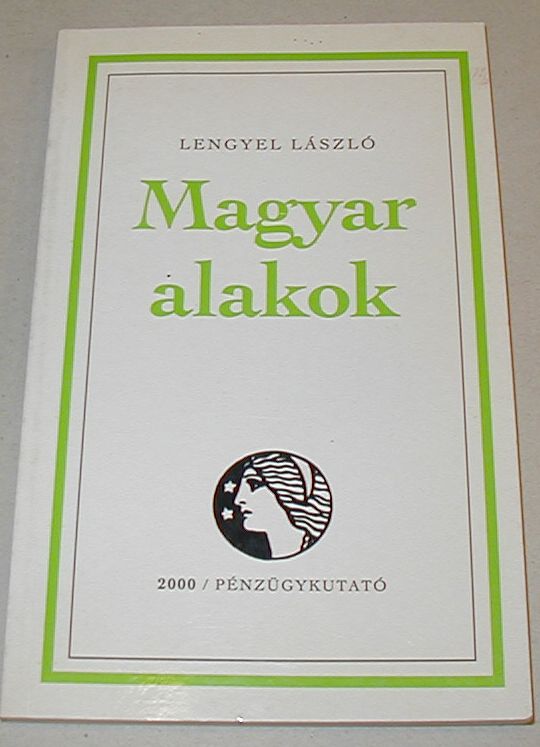 LENGYEL LÁSZLÓ
Magyar
alakok
2000 / PÉNZÜGYKUTATÓ